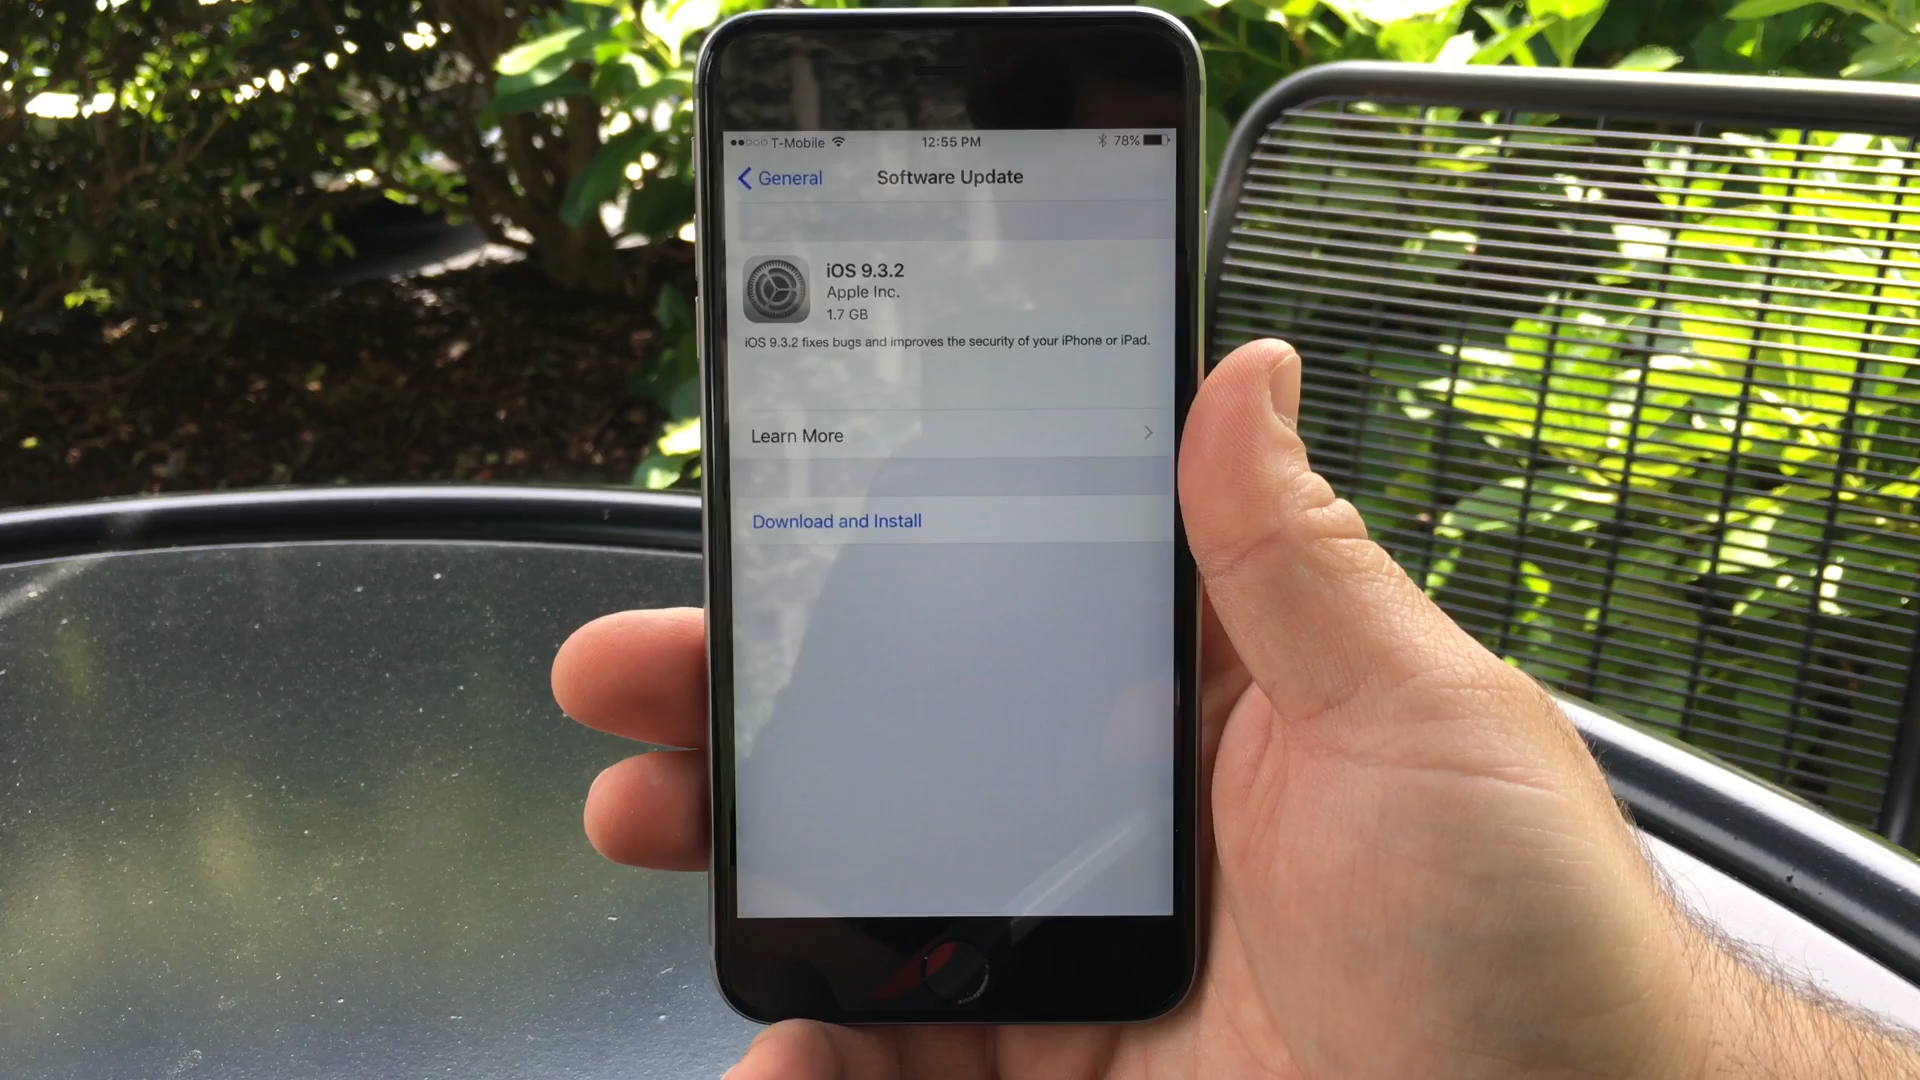 T-Mobile 12:55 PM 78%
General Software Update
iOS 9.3.2
Apple Inc.
1.7 GB
iOS 9.3.2 fixes bugs and improves the security of your iPhone or iPad.
Learn More
Download and Install